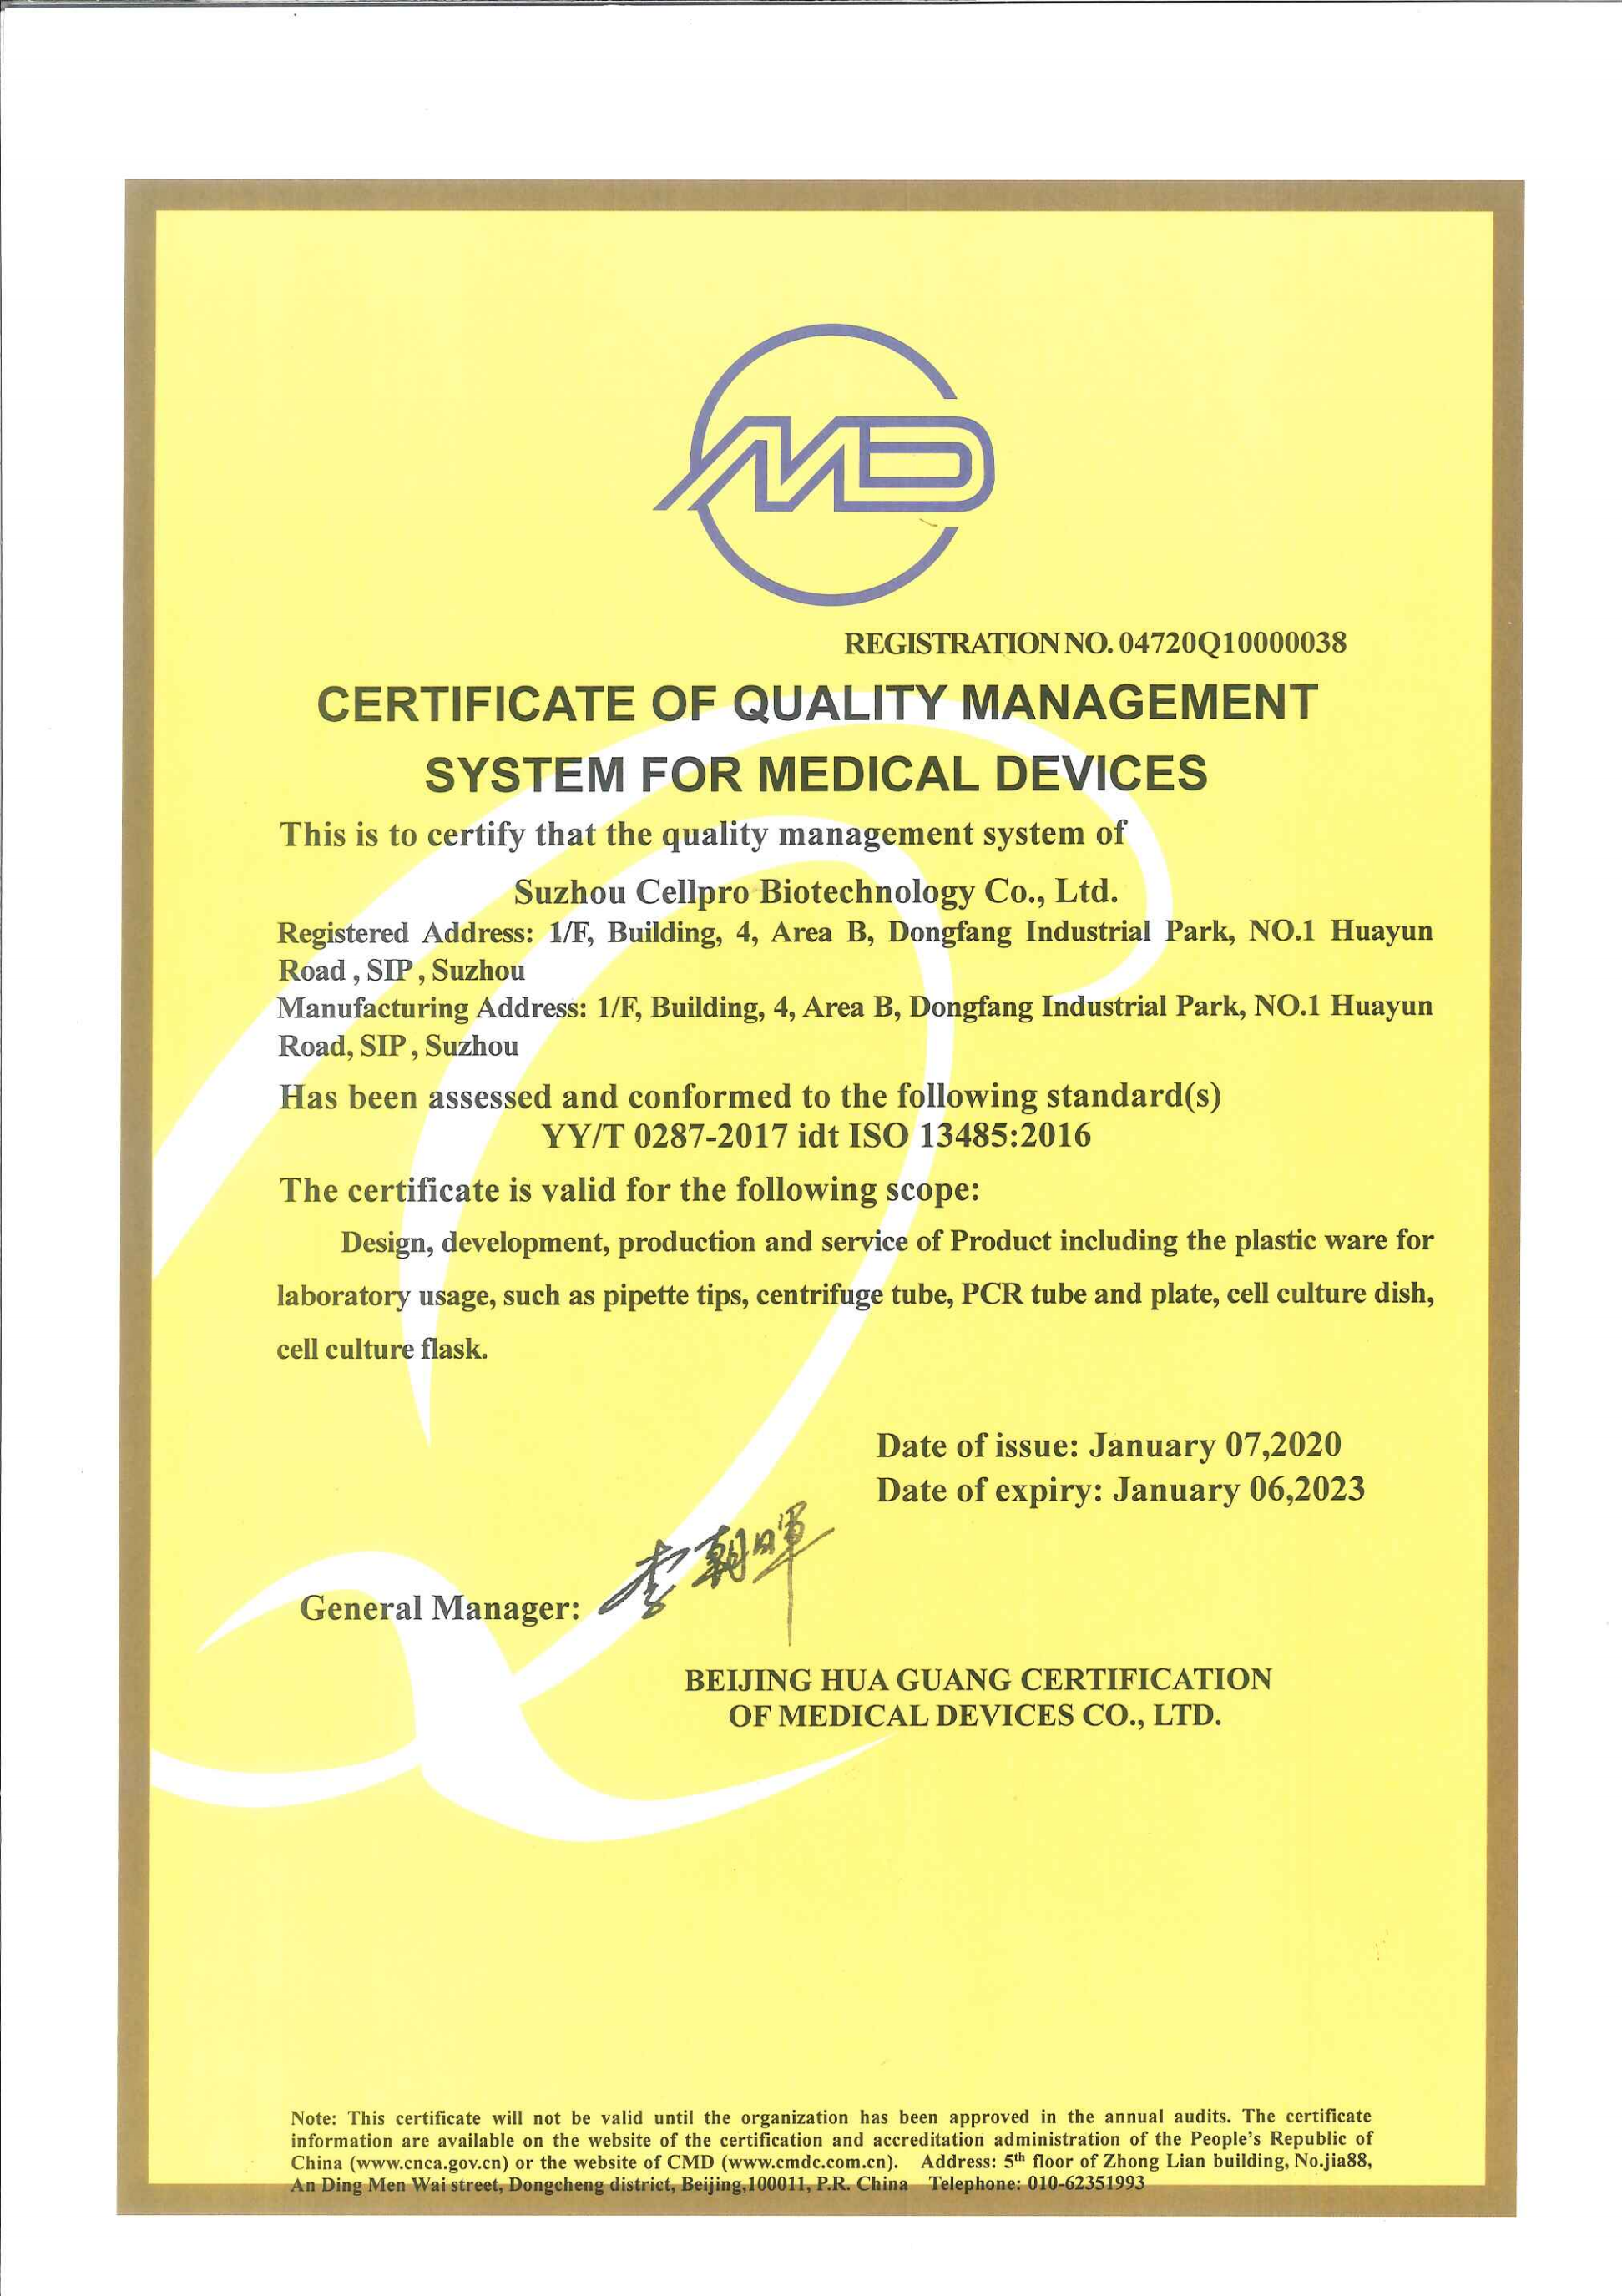 MD
REGISTRATION NO. 04720Q10000038
CERTIFICATE OF QUALITY MANAGEMENT
SYSTEM FOR MEDICAL DEVICES
This is to certify that the quality management system of
Suzhou Cellpro Biotechnology Co., Ltd.
Registered Address: 1/F, Building, 4, Area B, Dongfang Industrial Park, NO.1 Huayun
Road , SIP , Suzhou
Manufacturing Address: 1/F, Building, 4, Area B, Dongfang Industrial Park, NO.1 Huayun
Road, SIP , Suzhou
Has been assessed and conformed to the following standard(s)
YY/T 0287-2017 idt ISO 13485:2016
The certificate is valid for the following scope:
Design, development, production and service of Product including the plastic ware for
laboratory usage, such as pipette tips, centrifuge tube, PCR tube and plate, cell culture dish,
cell culture flask.
Date of issue: January 07,2020
Date of expiry: January 06,2023
General Manager: 李朝暉
BEIJING HUA GUANG CERTIFICATION
OF MEDICAL DEVICES CO., LTD.
Note: This certificate will not be valid until the organization has been approved in the annual audits. The certificate
information are available on the website of the certification and accreditation administration of the People's Republic of
China (www.cnca.gov.cn) or the website of CMD (www.cmdc.com.cn). Address: 5th floor of Zhong Lian building, No.jia88,
An Ding Men Wai street, Dongcheng district, Beijing,100011, P.R. China Telephone: 010-62351993